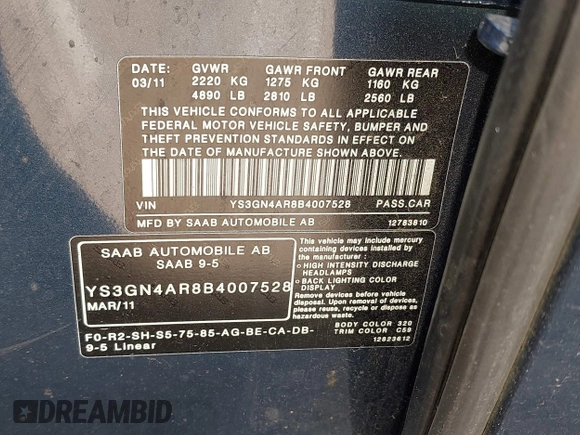 DATE: GVWR GAWR FRONT GAWR REAR
03/11 2220 KG 1275 KG 1160 KG
4890 LB 2810 LB 2560 LB
THIS VEHICLE CONFORMS TO ALL APPLICABLE
FEDERAL MOTOR VEHICLE SAFETY, BUMPER AND
THEFT PREVENTION STANDARDS IN EFFECT ON
THE DATE OF MANUFACTURE SHOWN ABOVE.
VIN YS3GN4AR8B4007528 PASS.CAR
MFD BY SAAB AUTOMOBILE AB 12783810
SAAB AUTOMOBILE AB
SAAB 9-5
YS3GN4AR8B4007528
MAR/11
F0-R2-SH-S5-75-85-AG-BE-CA-DB-
9-5 Linear
This vehicle may include mercury
containing devices if equipped
with:
HIGH INTENSITY DISCHARGE
HEADLAMPS
BACK LIGHTING COLOR
DISPLAY
Remove devices before vehicle
disposal. Upon removal of devices,
please reuse, recycle or dispose
as hazardous waste.
BODY COLOR 320
TRIM COLOR C59
12823612
DREAMBID